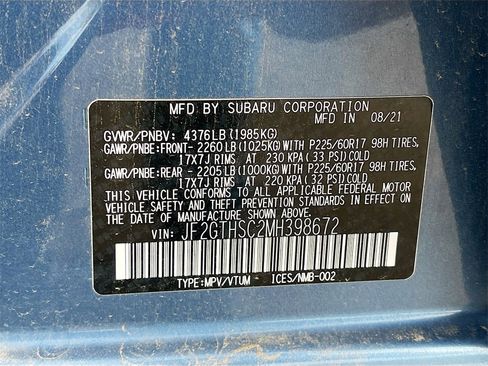 MFD BY SUBARU CORPORATION
MFD IN 08/21
GVWR/PNBV: 4376LB(1985KG)
GAWR/PNBE:FRONT- 2260LB(1025KG)WITH P225/60R17 98H TIRES,
17X7J RIMS AT 230 KPA(33 PSI)COLD
GAWR/PNBE:REAR - 2205LB(1000KG)WITH P225/60R17 98H TIRES,
17X7J RIMS AT 220 KPA(32 PSI)COLD
THIS VEHICLE CONFORMS TO ALL APPLICABLE FEDERAL MOTOR
VEHICLE SAFETY AND THEFT PREVENTION STANDARDS IN
EFFECT ON THE DATE OF MANUFACTURE SHOWN ABOVE.
VIN: JF2GTHSC2MH398672
TYPE:MPV/VTUM ICES/NMB-002